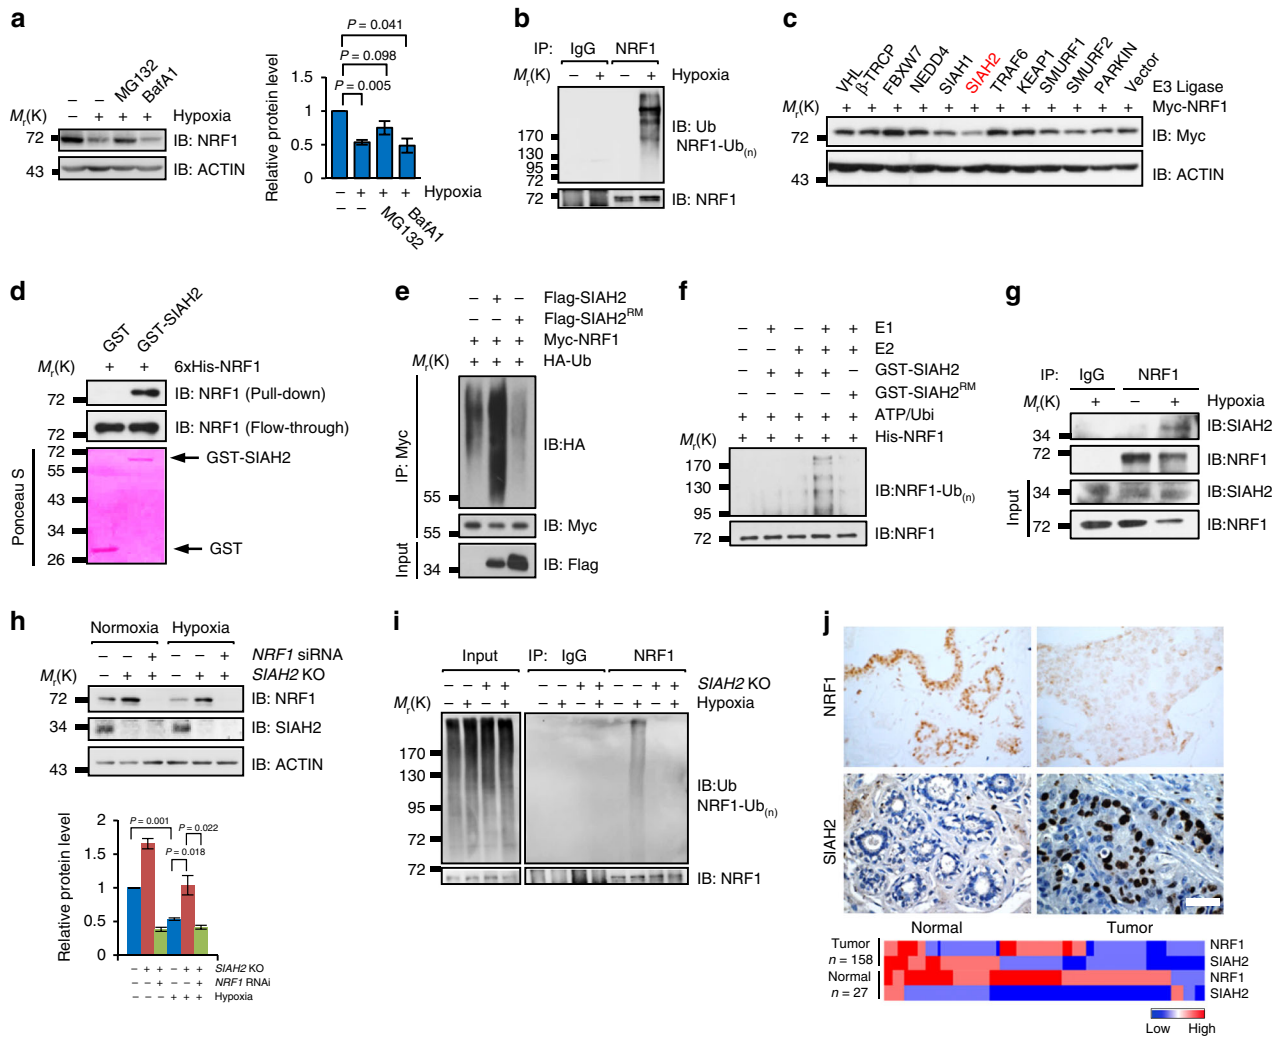 a
MG132
BafA1
– + + + Hypoxia
Mr(K)
72
IB: NRF1
43
IB: ACTIN
P = 0.041
P = 0.098
P = 0.005
Relative protein level
1.5
1.0
0.5
0
– + + + Hypoxia
– – MG132 BafA1
b
IP: IgG NRF1
Mr(K) – + – + Hypoxia
170
130
95
72
IB: Ub
NRF1-Ub(n)
72
IB: NRF1
c
VHL β-TRCP FBXW7 NEDD4 SIAH1 SIAH2 TRAF6 KEAP1 SMURF1 SMURF2 PARKIN Vector E3 Ligase
Mr(K) + + + + + + + + + + + + Myc-NRF1
72
IB: Myc
43
IB: ACTIN
d
GST GST-SIAH2
Mr(K) + + 6xHis-NRF1
72
IB: NRF1 (Pull-down)
72
IB: NRF1 (Flow-through)
Ponceau S
72
55
43
34
26
GST-SIAH2
GST
e
– + – Flag-SIAH2
– – + Flag-SIAH2RM
+ + + Myc-NRF1
Mr(K) + + + HA-Ub
IP: Myc
IB:HA
55
55
IB: Myc
Input
34
IB: Flag
f
– + – + + E1
– – + + + E2
– + + + – GST-SIAH2
– – – – + GST-SIAH2RM
+ + + + + ATP/Ubi
Mr(K) + + + + + His-NRF1
170
130
95
IB:NRF1-Ub(n)
72
IB:NRF1
g
IP: IgG NRF1
Mr(K) + – + Hypoxia
34
IB:SIAH2
72
IB:NRF1
Input
34
IB:SIAH2
72
IB:NRF1
h
Normoxia Hypoxia
– – + – – + NRF1 siRNA
Mr(K) – + + – + + SIAH2 KO
72
IB: NRF1
34
IB: SIAH2
43
IB: ACTIN
Relative protein level
2
1.5
1
0.5
0
P = 0.001
P = 0.022
P = 0.018
– + + – + + SIAH2 KO
– – + – – + NRF1 RNAi
– – – + + + Hypoxia
i
Input IP: IgG NRF1
– – + + – – + + – – + + SIAH2 KO
Mr(K) – + – + – + – + – + – + Hypoxia
170
130
95
72
IB:Ub
NRF1-Ub(n)
72
IB: NRF1
j
NRF1
SIAH2
Normal Tumor
Tumor
n = 158
NRF1
SIAH2
Normal
n = 27
NRF1
SIAH2
Low High